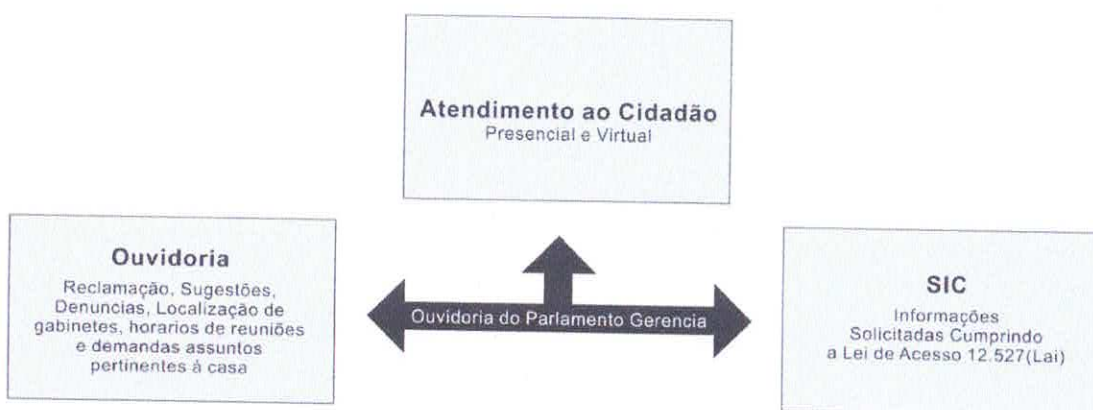 Atendimento ao Cidadão
Presencial e Virtual
Ouvidoria
Reclamação, Sugestões,
Denuncias, Localização de
gabinetes, horarios de reuniões
e demandas assuntos
pertinentes à casa
Ouvidoria do Parlamento Gerencia
SIC
Informações
Solicitadas Cumprindo
a Lei de Acesso 12.527(Lai)